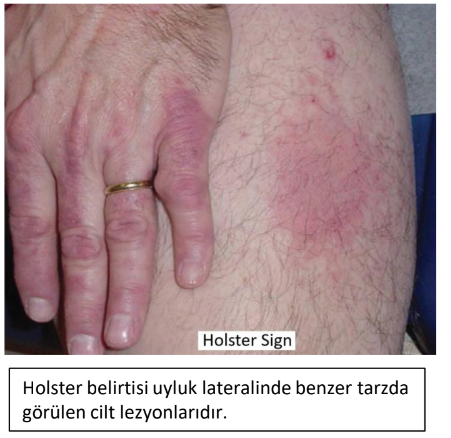 Holster Sign
Holster belirtisi uyluk lateralinde benzer tarzda
görülen cilt lezyonlarıdır.